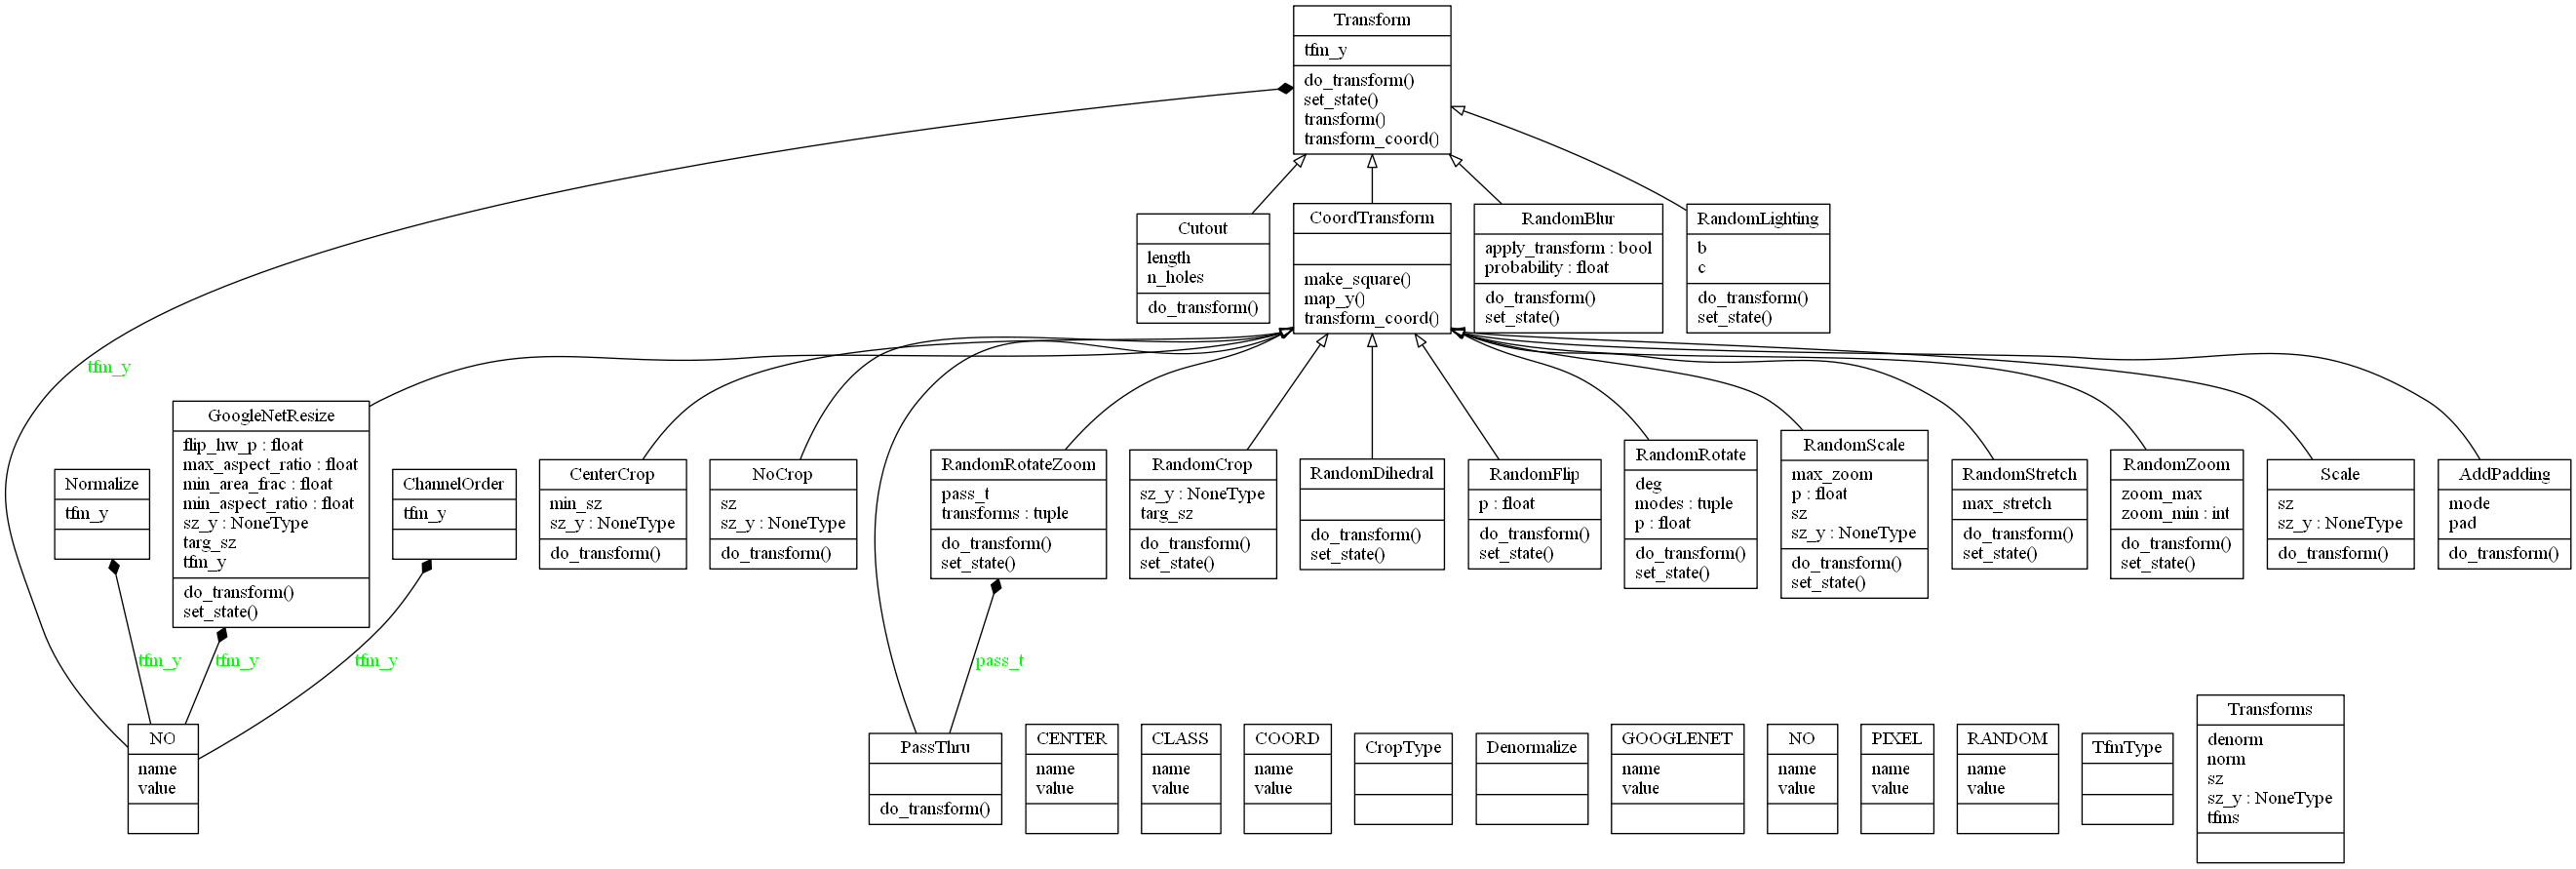 Transform
tfm_y
do_transform()
set_state()
transform()
transform_coord()
Cutout
length
n_holes
do_transform()
CoordTransform
make_square()
map_y()
transform_coord()
RandomBlur
apply_transform : bool
probability : float
do_transform()
set_state()
RandomLighting
b
c
do_transform()
set_state()
tfm_y
Normalize
tfm_y
GoogleNetResize
flip_hw_p : float
max_aspect_ratio : float
min_area_frac : float
min_aspect_ratio : float
sz_y : NoneType
targ_sz
tfm_y
do_transform()
set_state()
ChannelOrder
tfm_y
CenterCrop
min_sz
sz_y : NoneType
do_transform()
NoCrop
sz
sz_y : NoneType
do_transform()
RandomRotateZoom
pass_t
transforms : tuple
do_transform()
set_state()
RandomCrop
sz_y : NoneType
targ_sz
do_transform()
set_state()
RandomDihedral
do_transform()
set_state()
RandomFlip
p : float
do_transform()
set_state()
RandomRotate
deg
modes : tuple
p : float
do_transform()
set_state()
RandomScale
max_zoom
p : float
sz
sz_y : NoneType
do_transform()
set_state()
RandomStretch
max_stretch
do_transform()
set_state()
RandomZoom
zoom_max
zoom_min : int
do_transform()
set_state()
Scale
sz
sz_y : NoneType
do_transform()
AddPadding
mode
pad
do_transform()
tfm_y
tfm_y
tfm_y
pass_t
NO
name
value
PassThru
do_transform()
CENTER
name
value
CLASS
name
value
COORD
name
value
CropType
Denormalize
GOOGLENET
name
value
NO
name
value
PIXEL
name
value
RANDOM
name
value
TfmType
Transforms
denorm
norm
sz
sz_y : NoneType
tfms